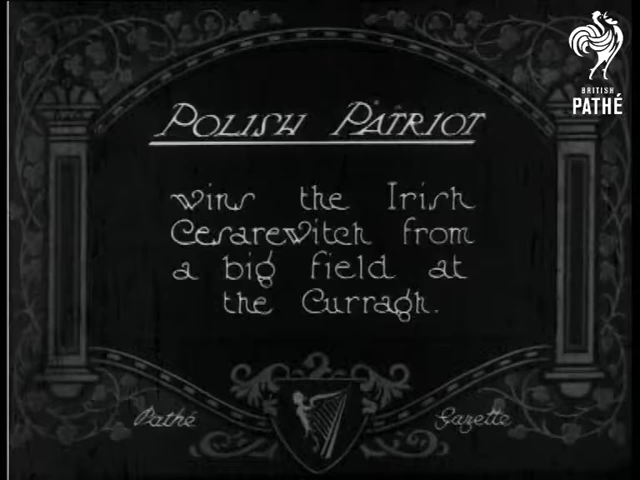 BRITISH
PATHÉ
POLISH PATRIOT
wins the Irish
Cesarewitch from
a big field at
the Curragh.
Pathé Gazette